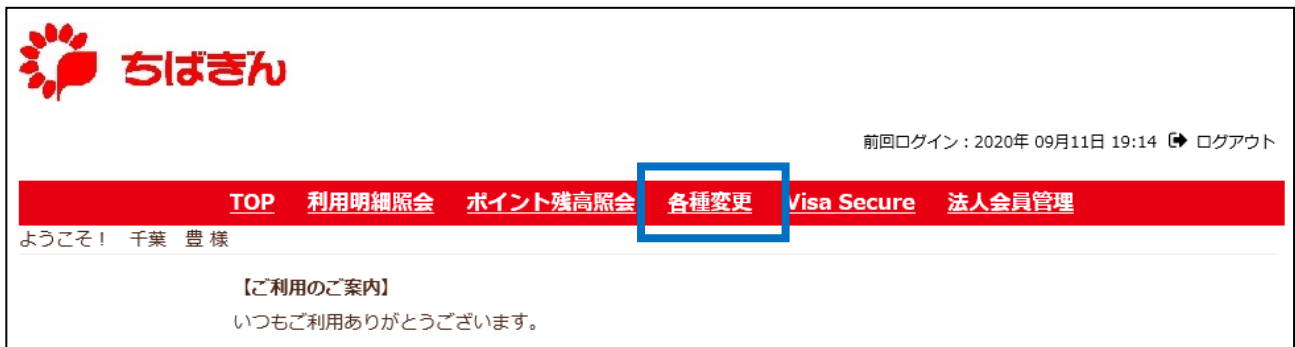 ちばぎん
前回ログイン：2020年 09月11日 19:14 ログアウト
TOP 利用明細照会 ポイント残高照会 各種変更 Visa Secure 法人会員管理
ようこそ！ 千葉 豊 様
【ご利用のご案内】
いつもご利用ありがとうございます。